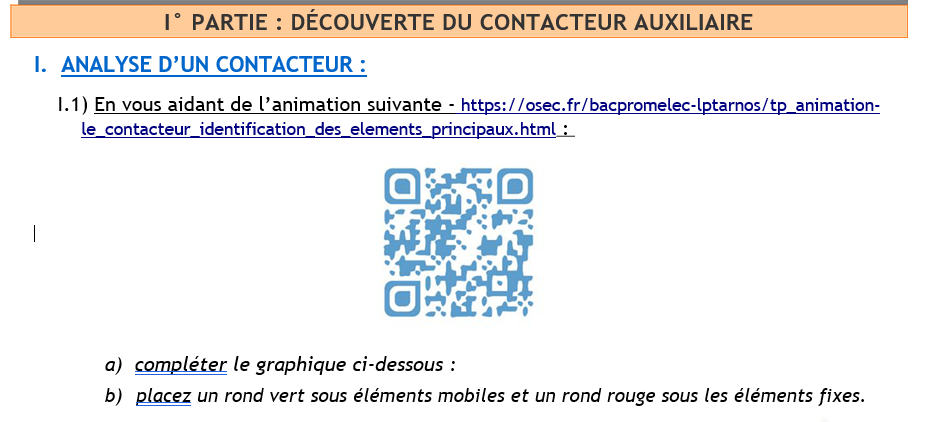 I° PARTIE : DÉCOUVERTE DU CONTACTEUR AUXILIAIRE
I. ANALYSE D’UN CONTACTEUR :
I.1) En vous aidant de l’animation suivante - https://osec.fr/bacpromelec-lptarnos/tp_animation-
le_contacteur_identification_des_elements_principaux.html :
a) compléter le graphique ci-dessous :
b) placez un rond vert sous éléments mobiles et un rond rouge sous les éléments fixes.